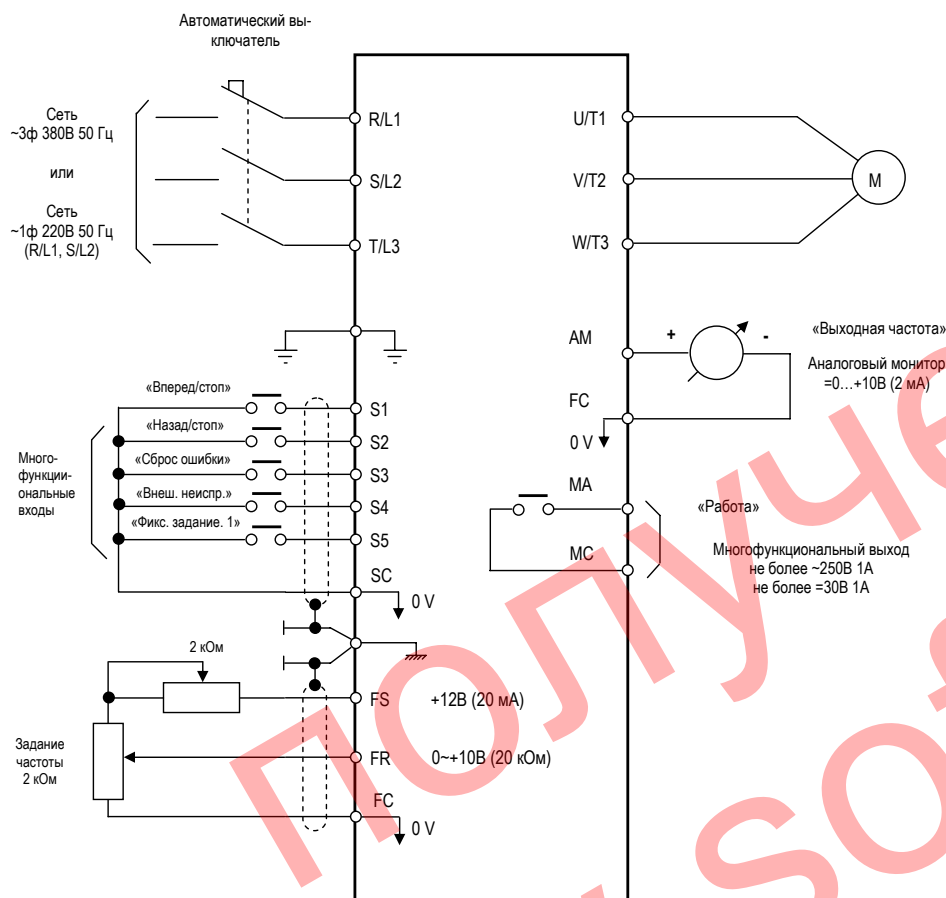 Автоматический вы-
ключатель
Сеть
~3ф 380В 50 Гц
или
Сеть
~1ф 220В 50 Гц
(R/L1, S/L2)
R/L1
S/L2
T/L3
U/T1
V/T2
W/T3
M
AM
+
-
«Выходная частота»
Аналоговый монитор
=0...+10В (2 мА)
FC
0 V
Много-
функци-
ональные
входы
«Вперед/стоп»
S1
«Назад/стоп»
S2
«Сброс ошибки»
S3
«Внеш. неиспр.»
S4
«Фикс. задание. 1»
S5
SC
0 V
MA
MC
«Работа»
Многофункциональный выход
не более ~250В 1А
не более =30В 1А
2 кОм
FS
+12В (20 мА)
Задание
частоты
2 кОм
FR
0~+10В (20 кОм)
FC
0 V